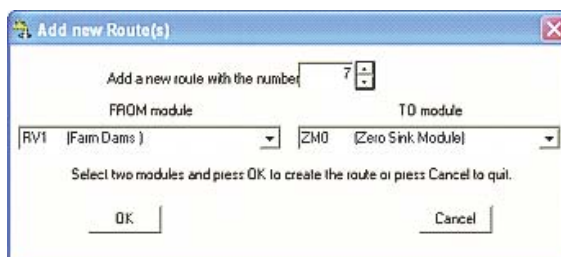 Add new Route(s)
Add a new route with the number 7
FROM module TO module
RV1 (Farm Dams ) ZM0 (Zero Sink Module)
Select two modules and press OK to create the route or press Cancel to quit.
OK Cancel